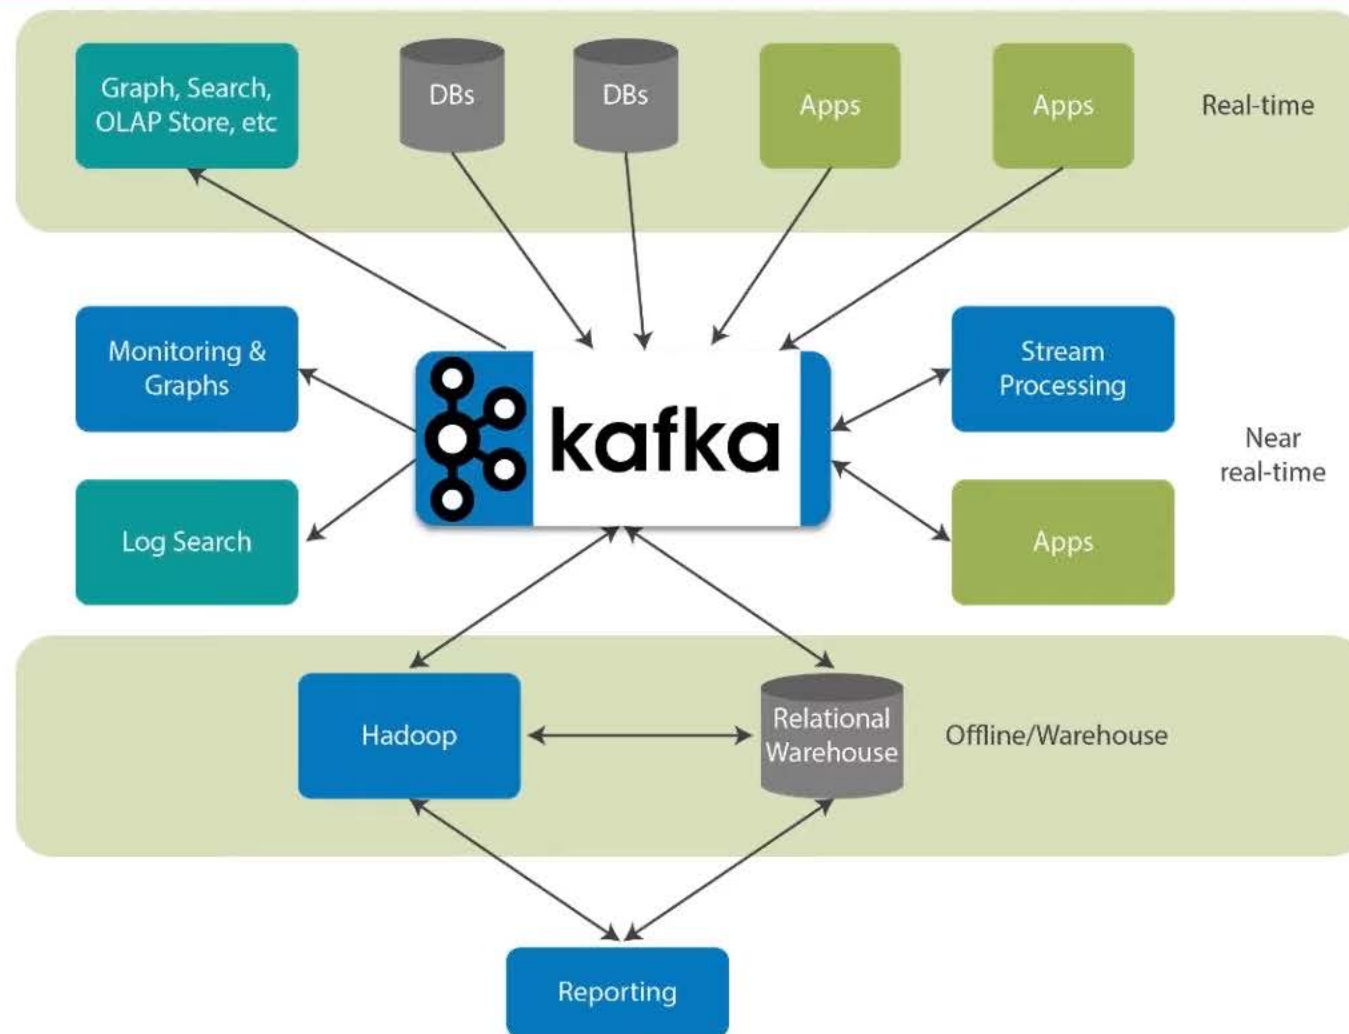 Graph, Search,
OLAP Store, etc
DBs
DBs
Apps
Apps
Real-time
Monitoring &
Graphs
kafka
Stream
Processing
Near
real-time
Log Search
Apps
Hadoop
Relational
Warehouse
Offline/Warehouse
Reporting